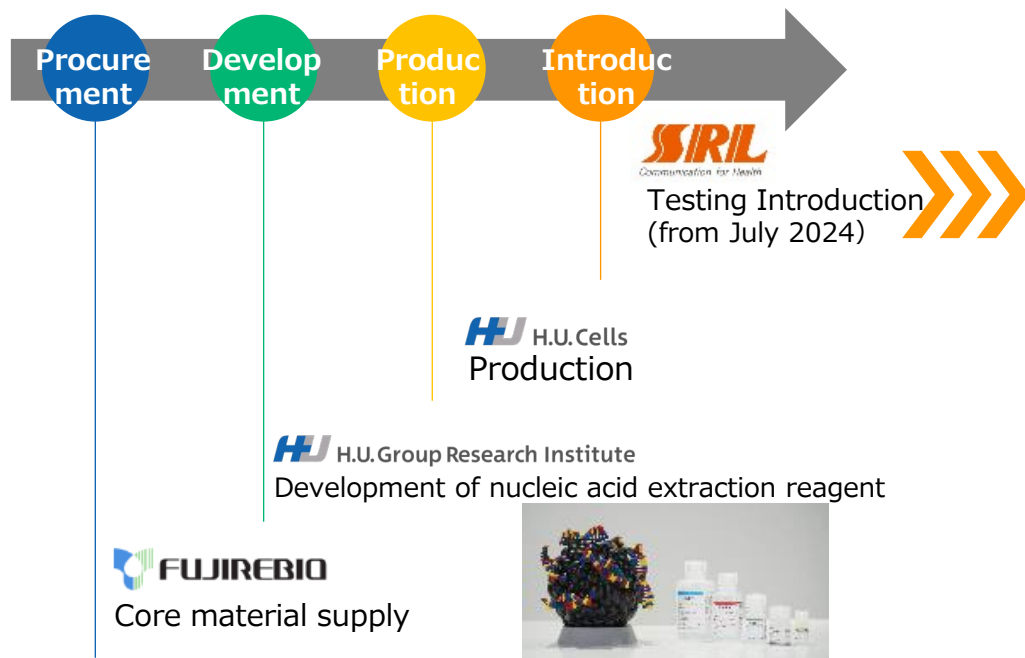 Procure
ment
Develop
ment
Produc
tion
Introduc
tion
SRL
Communication for Health
Testing Introduction
(from July 2024)
H.U.Cells
Production
H.U.Group Research Institute
Development of nucleic acid extraction reagent
FUJIREBIO
Core material supply